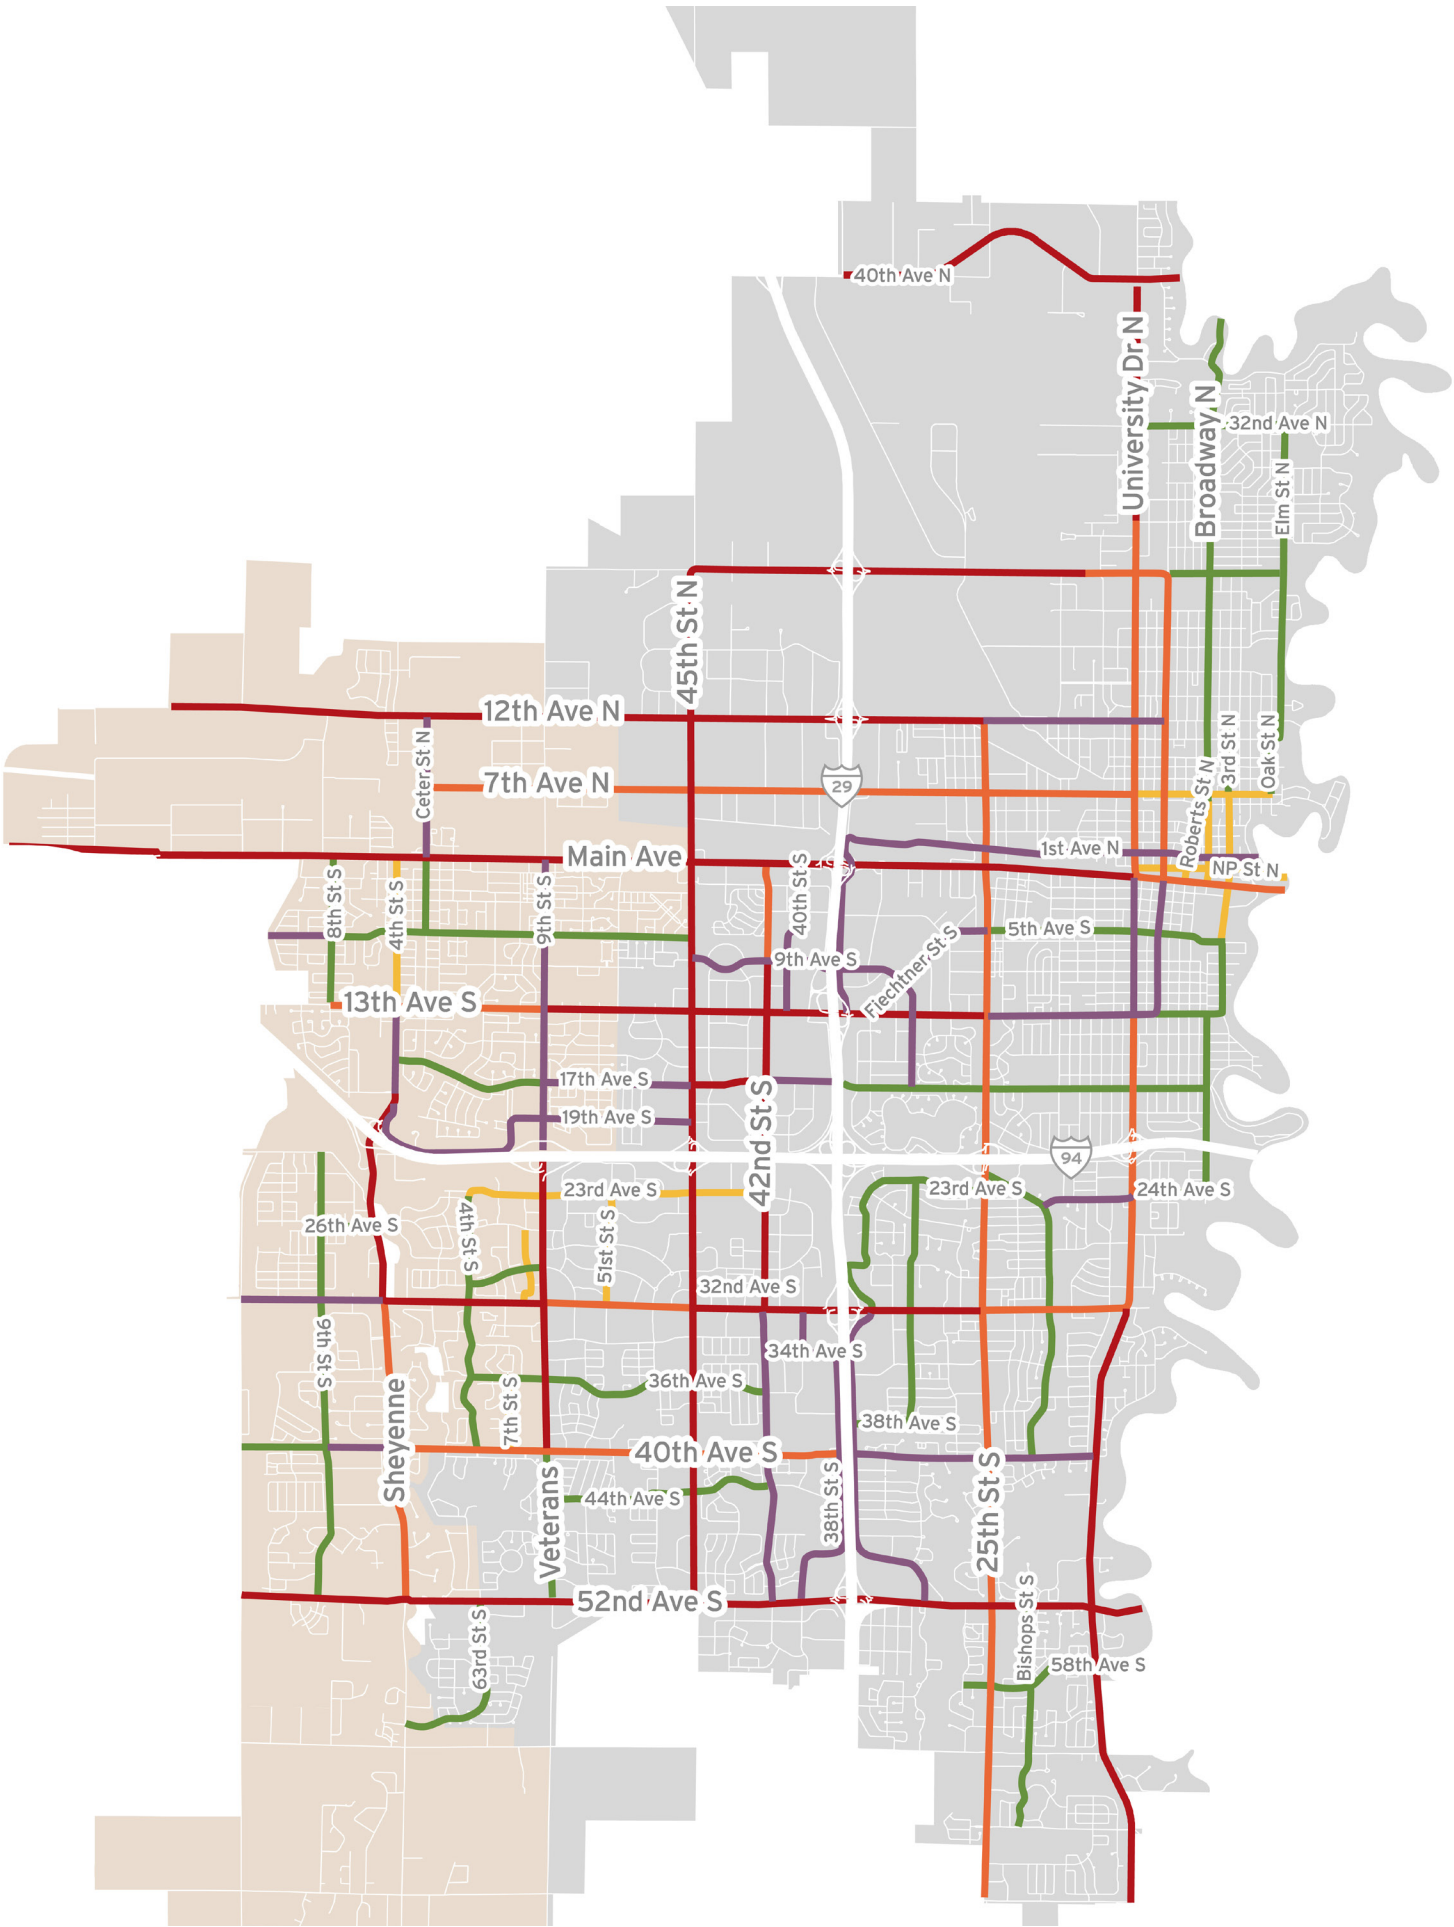 40th Ave N
University Dr N
Broadway N
32nd Ave N
Elm St N
45th St N
12th Ave N
Ceter St N
7th Ave N
29
3rd St N
Oak St N
Roberts St N
1st Ave N
Main Ave
NP St N
8th St S
4th St S
9th St S
40th St S
5th Ave S
Fiechtner St S
9th Ave S
13th Ave S
17th Ave S
19th Ave S
42nd St S
94
23rd Ave S
23rd Ave S
24th Ave S
26th Ave S
4th St S
51st St S
32nd Ave S
9th St S
34th Ave S
36th Ave S
7th St S
Sheyenne
38th Ave S
40th Ave S
25th St S
38th St S
44th Ave S
Veterans
52nd Ave S
Bishops St S
63rd St S
58th Ave S